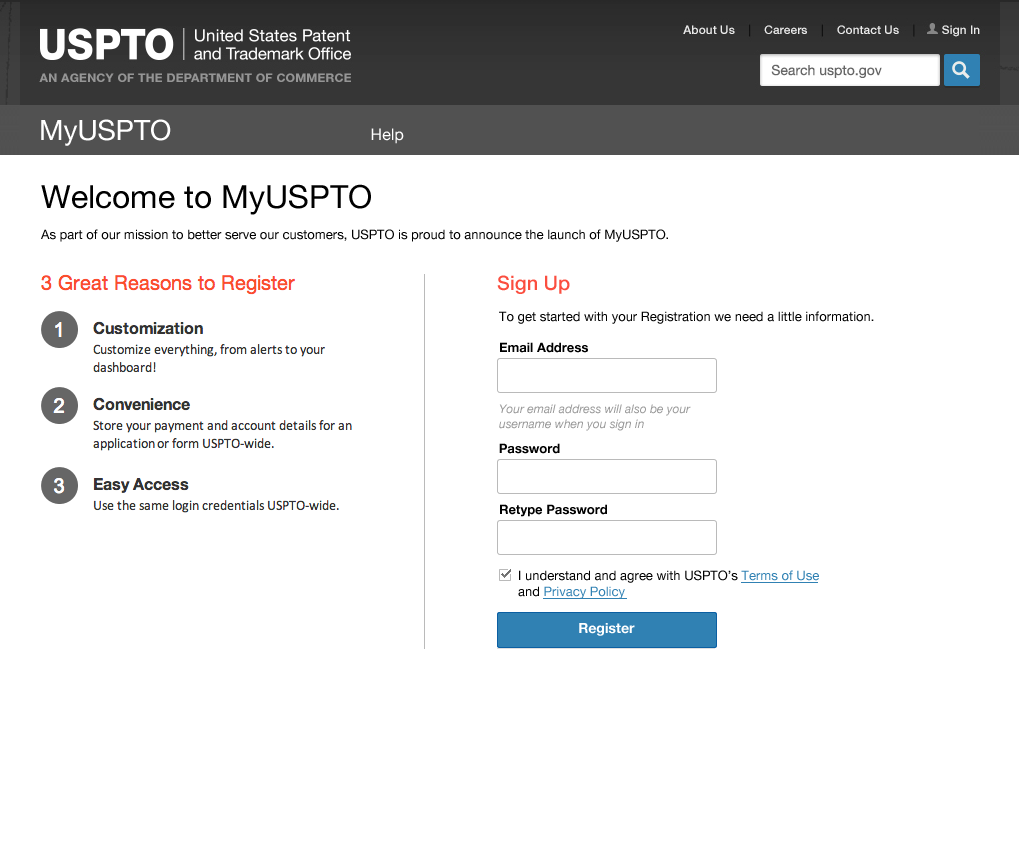 USPTO
United States Patent
and Trademark Office
AN AGENCY OF THE DEPARTMENT OF COMMERCE
About Us
Careers
Contact Us
Sign In
Search uspto.gov
MyUSPTO
Help
Welcome to MyUSPTO
As part of our mission to better serve our customers, USPTO is proud to announce the launch of MyUSPTO.
3 Great Reasons to Register
1
Customization
Customize everything, from alerts to your
dashboard!
2
Convenience
Store your payment and account details for an
application or form USPTO-wide.
3
Easy Access
Use the same login credentials USPTO-wide.
Sign Up
To get started with your Registration we need a little information.
Email Address
Your email address will also be your
username when you sign in
Password
Retype Password
I understand and agree with USPTO's Terms of Use
and Privacy Policy
Register